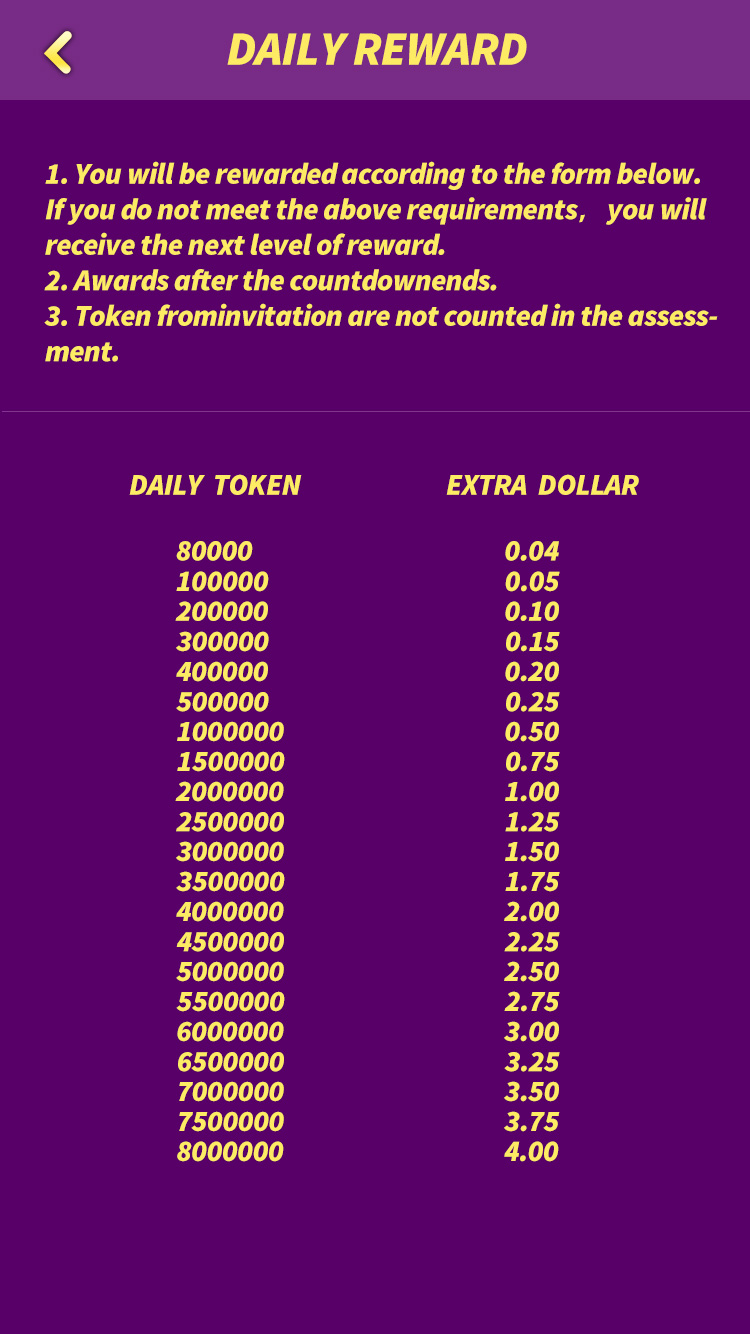 DAILY REWARD
1. You will be rewarded according to the form below.
If you do not meet the above requirements, you will
receive the next level of reward.
2. Awards after the countdownends.
3. Token frominvitation are not counted in the assess-
ment.
DAILY TOKEN EXTRA DOLLAR
80000 0.04
100000 0.05
200000 0.10
300000 0.15
400000 0.20
500000 0.25
1000000 0.50
1500000 0.75
2000000 1.00
2500000 1.25
3000000 1.50
3500000 1.75
4000000 2.00
4500000 2.25
5000000 2.50
5500000 2.75
6000000 3.00
6500000 3.25
7000000 3.50
7500000 3.75
8000000 4.00